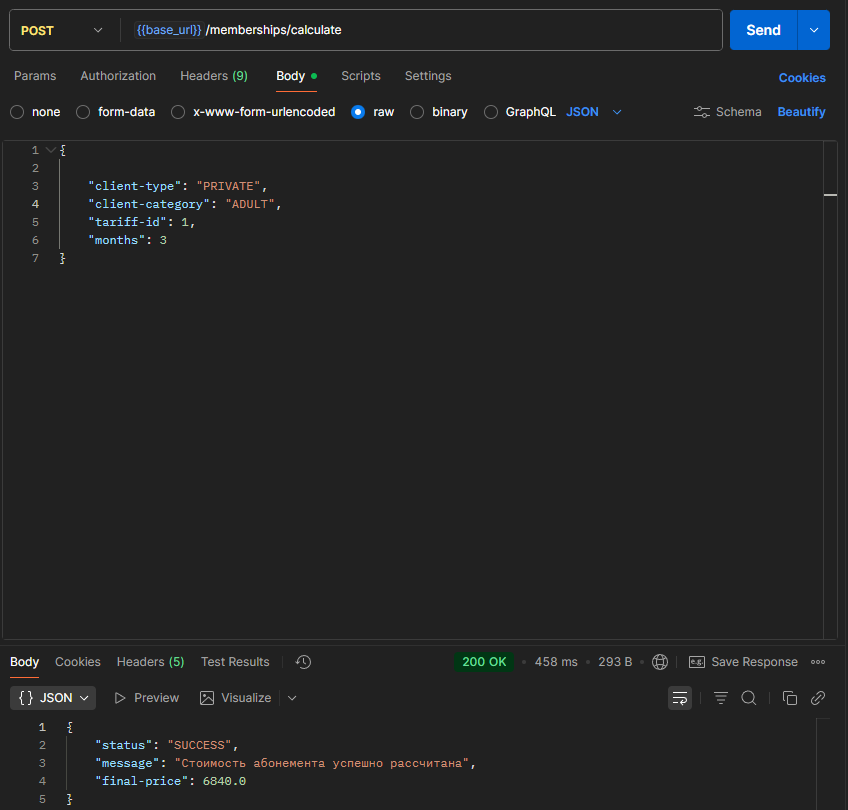 POST {{base_url}} /memberships/calculate Send
Params Authorization Headers (9) Body Scripts Settings Cookies
none form-data x-www-form-urlencoded raw binary GraphQL JSON Schema Beautify
1 {
2
3 "client-type": "PRIVATE",
4 "client-category": "ADULT",
5 "tariff-id": 1,
6 "months": 3
7 }
Body Cookies Headers (5) Test Results 200 OK 458 ms 293 B e.g. Save Response
{} JSON Preview Visualize
1 {
2 "status": "SUCCESS",
3 "message": "Стоимость абонемента успешно рассчитана",
4 "final-price": 6840.0
5 }